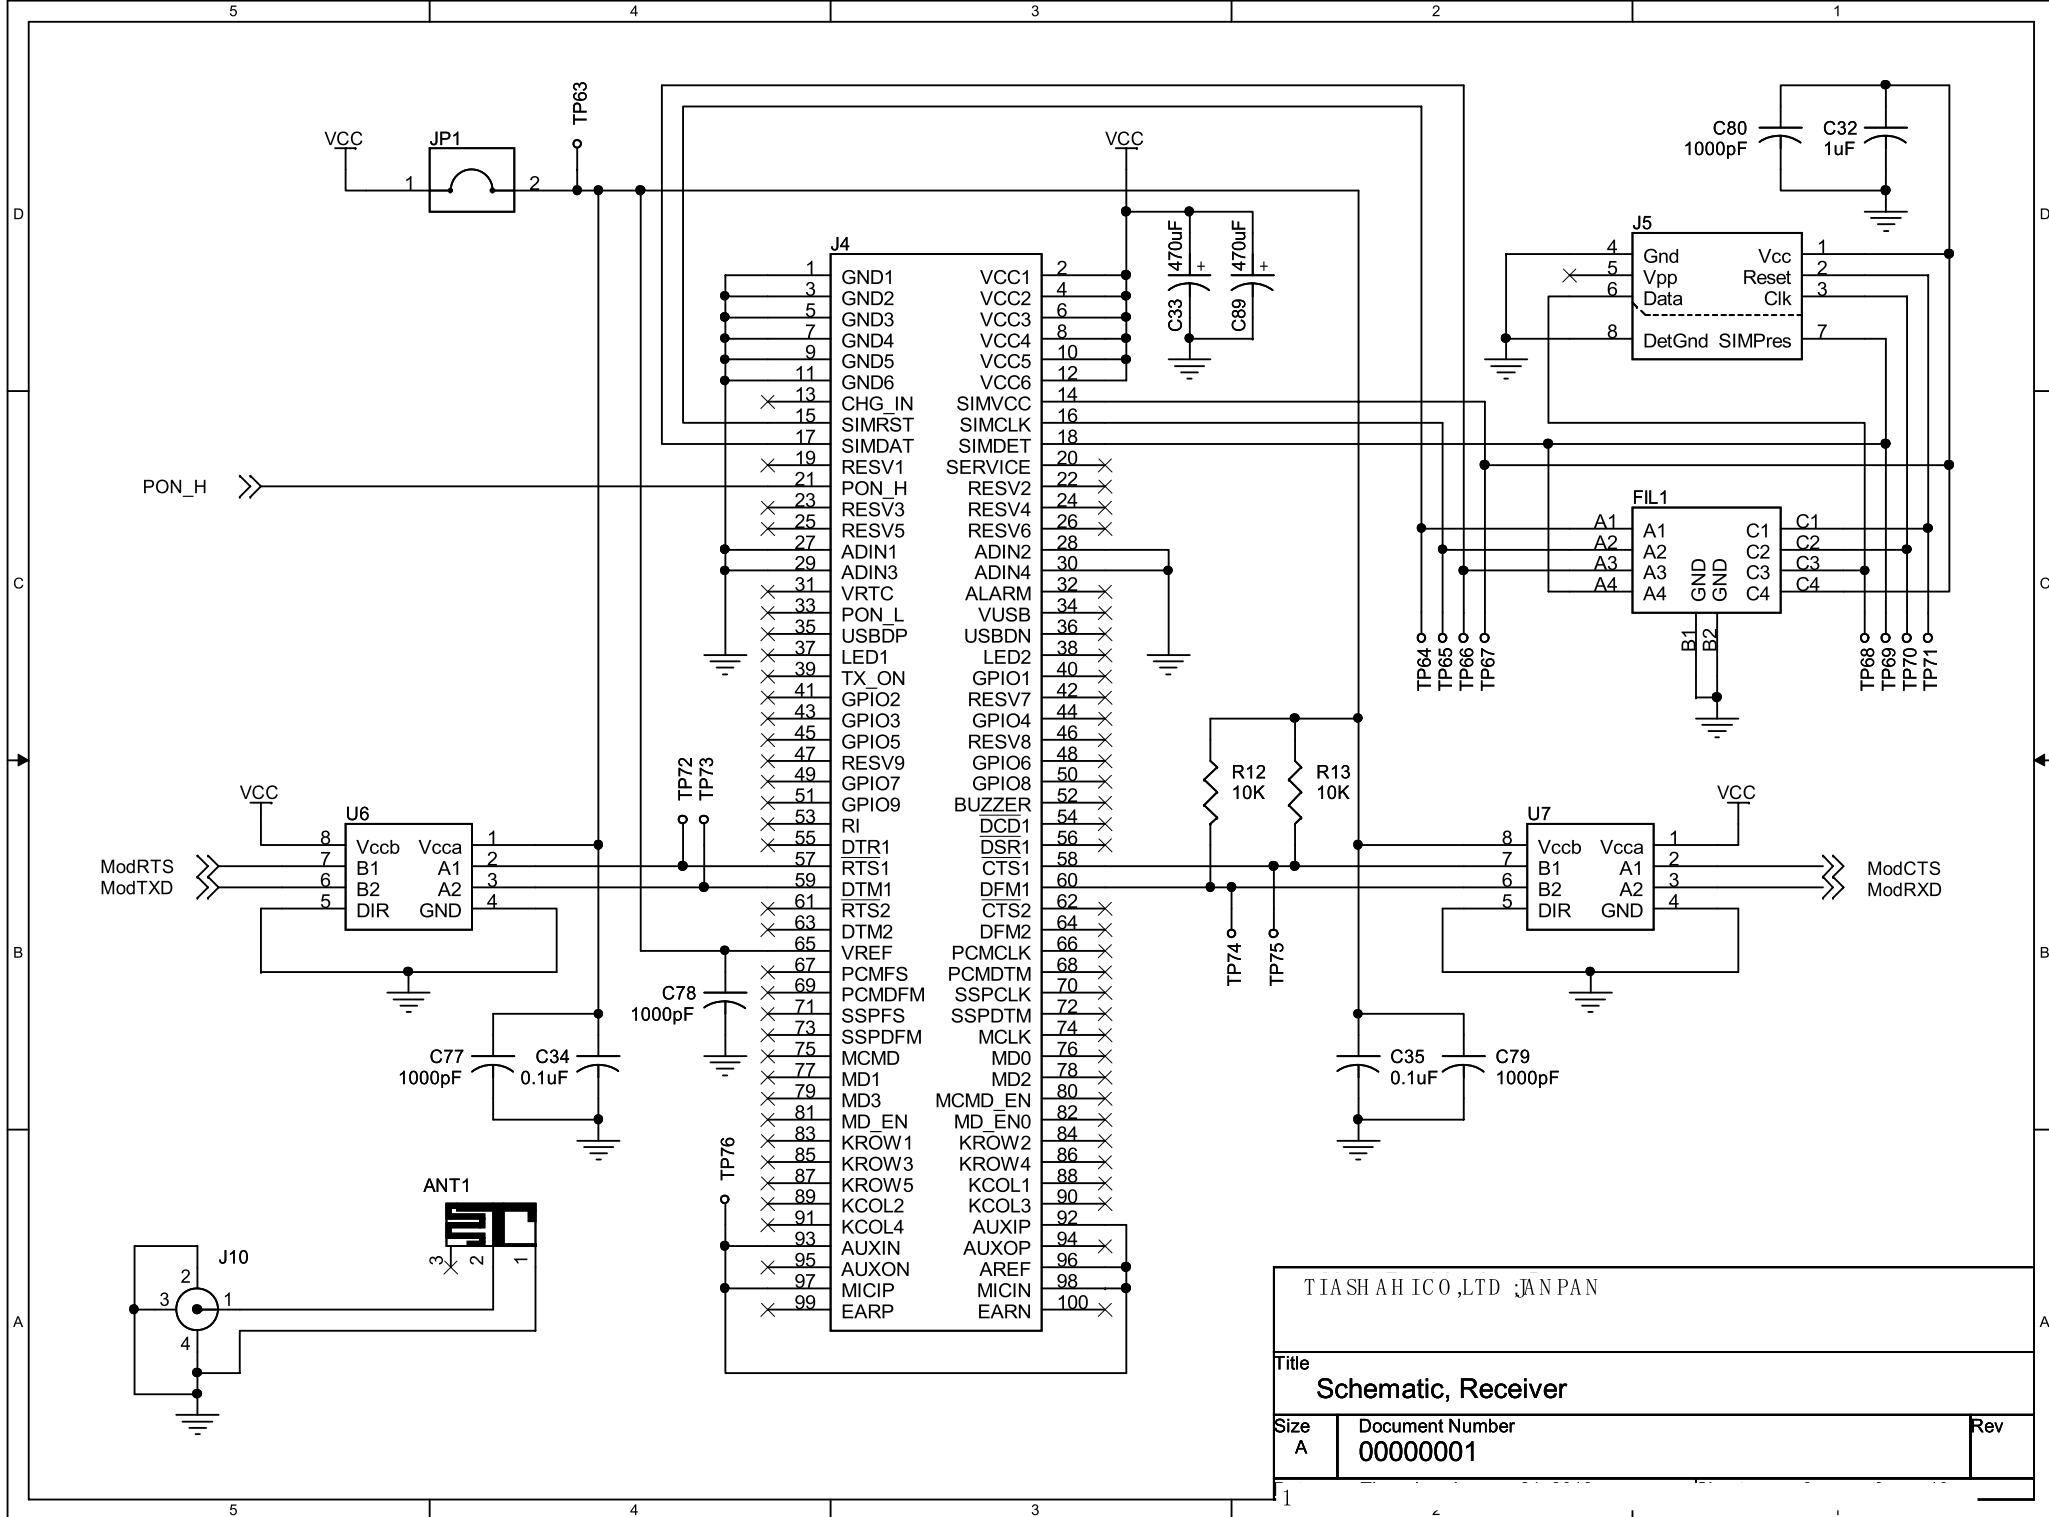 5 4 3 2 1
D
C
B
A
D
C
B
A
VCC
JP1
1 2
TP63
VCC
C80
1000pF
C32
1uF
470uF
C33
470uF
C89
+ +
J5
4 Gnd Vcc 1
5 Vpp Reset 2
6 Data Clk 3
8 DetGnd SIMPres 7
J4
1 GND1 VCC1 2
3 GND2 VCC2 4
5 GND3 VCC3 6
7 GND4 VCC4 8
9 GND5 VCC5 10
11 GND6 VCC6 12
13 CHG_IN SIMVCC 14
15 SIMRST SIMCLK 16
17 SIMDAT SIMDET 18
19 RESV1 SERVICE 20
21 PON_H RESV2 22
23 RESV3 RESV4 24
25 RESV5 RESV6 26
27 ADIN1 ADIN2 28
29 ADIN3 ADIN4 30
31 VRTC ALARM 32
33 PON_L VUSB 34
35 USBDP USBDN 36
37 LED1 LED2 38
39 TX_ON GPIO1 40
41 GPIO2 RESV7 42
43 GPIO3 GPIO4 44
45 GPIO5 RESV8 46
47 RESV9 GPIO6 48
49 GPIO7 GPIO8 50
51 GPIO9 BUZZER 52
53 RI DCD1 54
55 DTR1 DSR1 56
57 RTS1 CTS1 58
59 DTM1 DFM1 60
61 RTS2 CTS2 62
63 DTM2 DFM2 64
65 VREF PCMCLK 66
67 PCMFS PCMDTM 68
69 PCMDFM SSPCLK 70
71 SSPFS SSPDTM 72
73 SSPDFM MCLK 74
75 MCMD MD0 76
77 MD1 MD2 78
79 MD3 MCMD_EN 80
81 MD_EN MD_EN0 82
83 KROW1 KROW2 84
85 KROW3 KROW4 86
87 KROW5 KCOL1 88
89 KCOL2 KCOL3 90
91 KCOL4 AUXIP 92
93 AUXIN AUXOP 94
95 AUXON AREF 96
97 MICIP MICIN 98
99 EARP EARN 100
PON_H
FIL1
A1 A1 C1 C1
A2 A2 C2 C2
A3 A3 C3 C3
A4 A4 C4 C4
GND
GND
B1
B2
TP64
TP65
TP66
TP67
TP68
TP69
TP70
TP71
TP72
TP73
R12
10K
R13
10K
VCC
U6
8 Vccb Vcca 1
7 B1 A1 2
6 B2 A2 3
5 DIR GND 4
ModRTS
ModTXD
VCC
U7
8 Vccb Vcca 1
7 B1 A1 2
6 B2 A2 3
5 DIR GND 4
ModCTS
ModRXD
TP74
TP75
C78
1000pF
C77
1000pF
C34
0.1uF
C35
0.1uF
C79
1000pF
TP76
ANT1
3 2 1
J10
2
3 1
4
TIASHAHICO,LTD ;JANPAN
Title
Schematic, Receiver
Size
A
Document Number
00000001
Rev
1
5 4 3